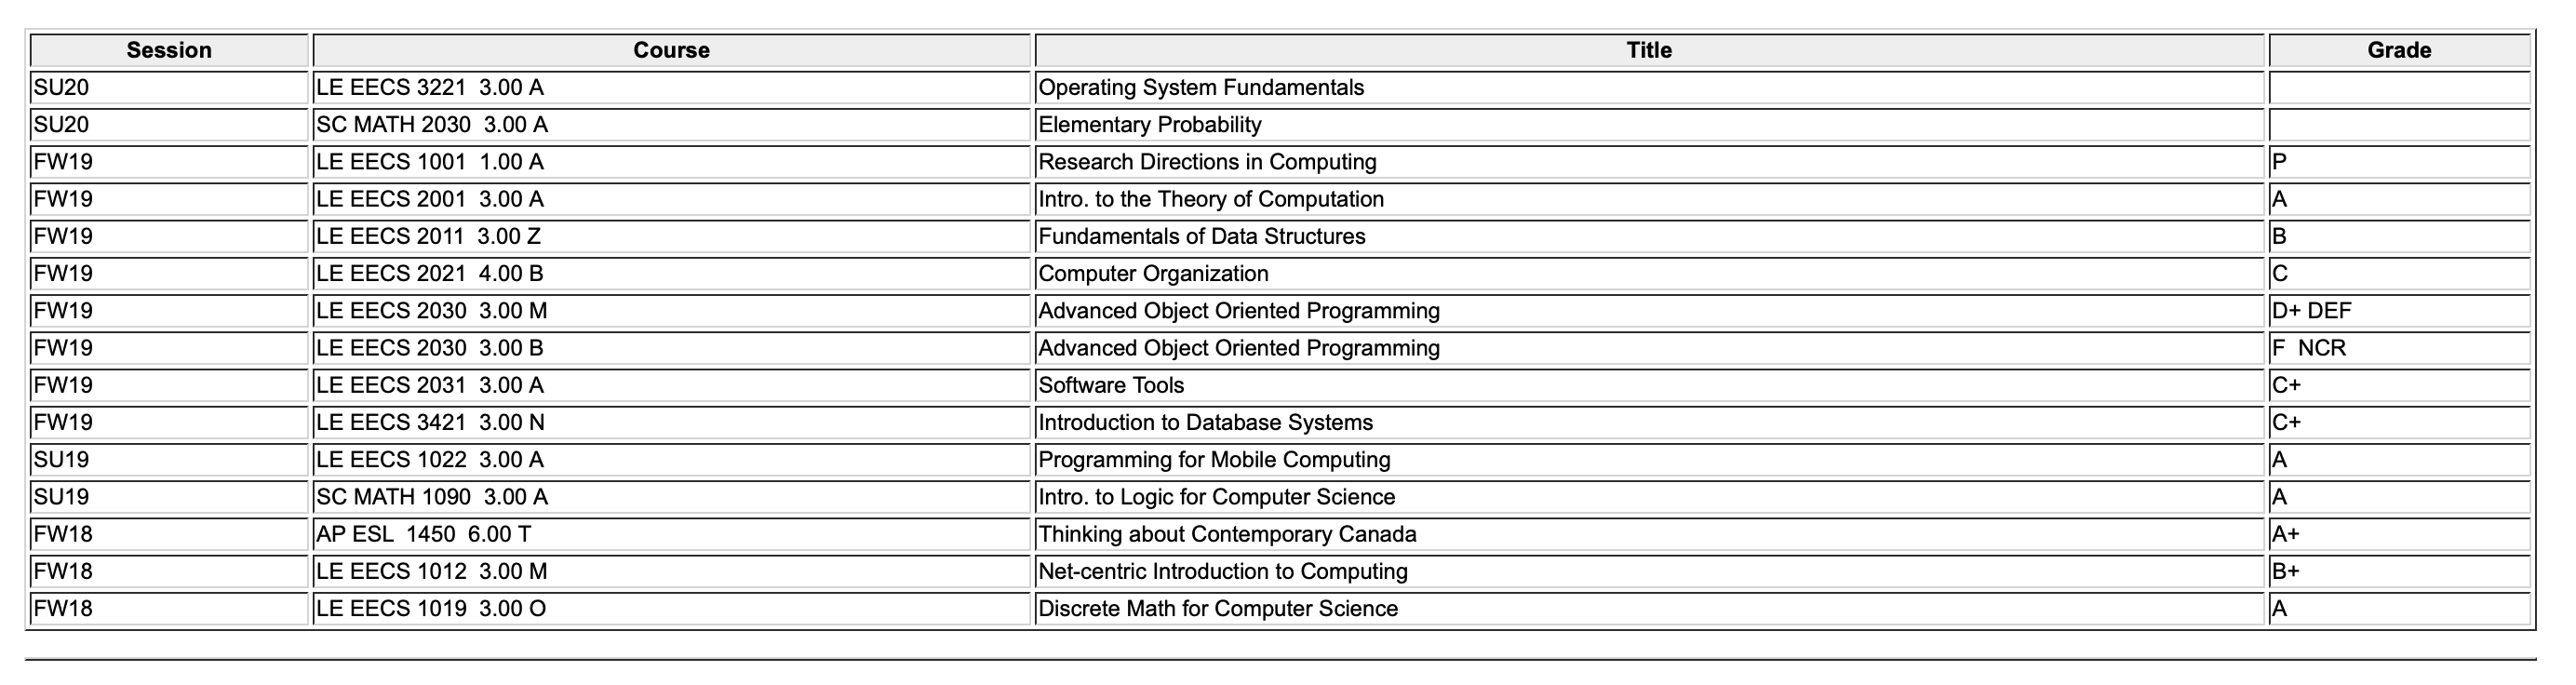 Session Course Title Grade
SU20 LE EECS 3221 3.00 A Operating System Fundamentals
SU20 SC MATH 2030 3.00 A Elementary Probability
FW19 LE EECS 1001 1.00 A Research Directions in Computing P
FW19 LE EECS 2001 3.00 A Intro. to the Theory of Computation A
FW19 LE EECS 2011 3.00 Z Fundamentals of Data Structures B
FW19 LE EECS 2021 4.00 B Computer Organization C
FW19 LE EECS 2030 3.00 M Advanced Object Oriented Programming D+ DEF
FW19 LE EECS 2030 3.00 B Advanced Object Oriented Programming F NCR
FW19 LE EECS 2031 3.00 A Software Tools C+
FW19 LE EECS 3421 3.00 N Introduction to Database Systems C+
SU19 LE EECS 1022 3.00 A Programming for Mobile Computing A
SU19 SC MATH 1090 3.00 A Intro. to Logic for Computer Science A
FW18 AP ESL 1450 6.00 T Thinking about Contemporary Canada A+
FW18 LE EECS 1012 3.00 M Net-centric Introduction to Computing B+
FW18 LE EECS 1019 3.00 O Discrete Math for Computer Science A